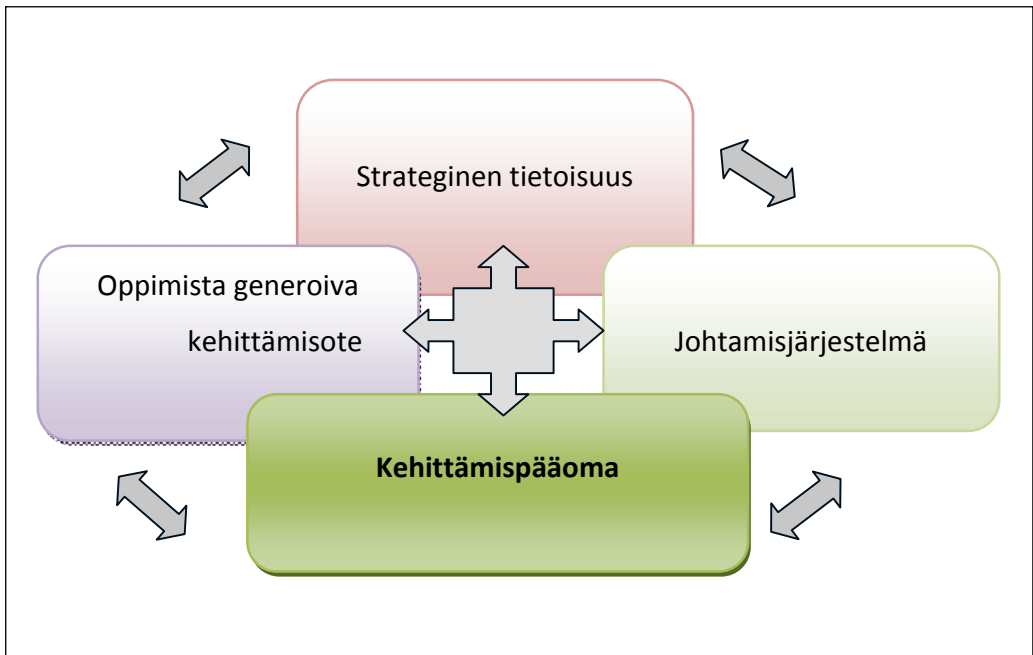 Strateginen tietoisuus
Oppimista generoiva
kehittämisote
Johtamisjärjestelmä
Kehittämispääoma